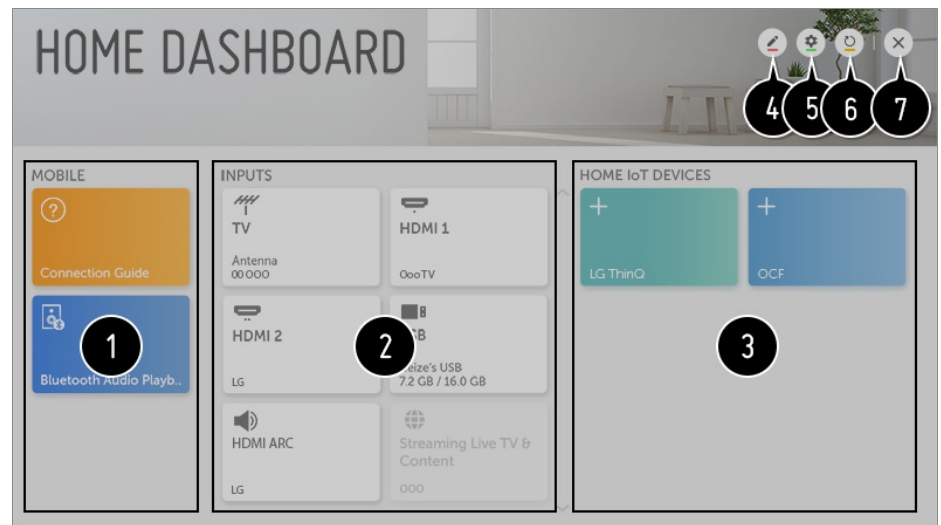 HOME DASHBOARD
4 5 6 7
MOBILE
Connection Guide
1
Bluetooth Audio Playb..
INPUTS
TV
Antenna
00 000
HDMI 1
OooTV
HDMI 2
LG
2
7.2 GB / 16.0 GB
USB
HDMI ARC
LG
Streaming Live TV &
Content
000
HOME IoT DEVICES
LG ThinQ
OCF
3